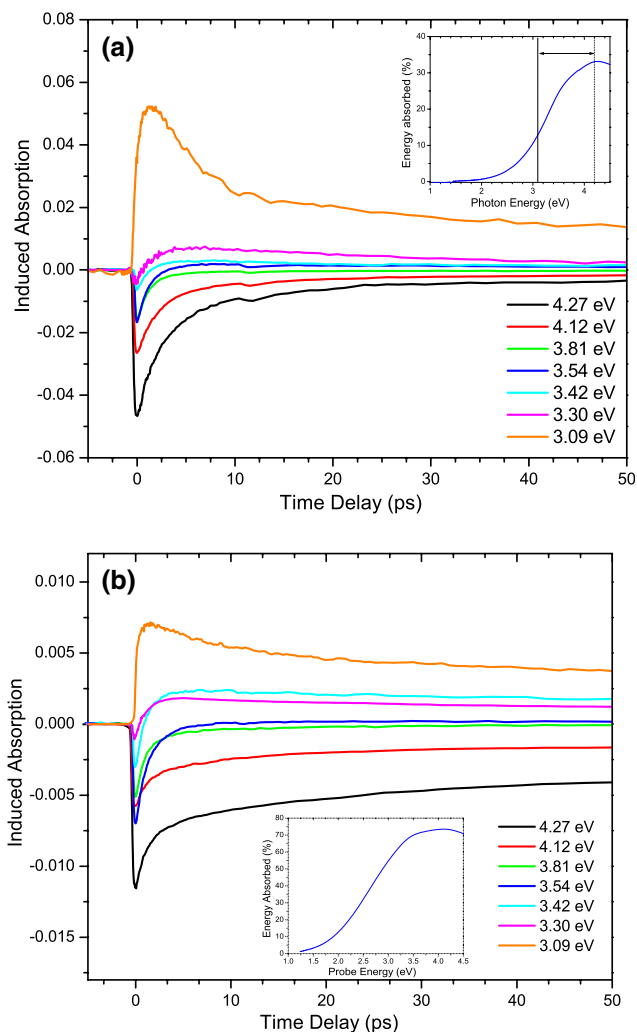 (a)
Induced Absorption
0.08
0.06
0.04
0.02
0.00
-0.02
-0.04
-0.06
0
10
20
30
40
50
Time Delay (ps)
Energy absorbed (%)
40
30
20
10
0
1
2
3
4
Photon Energy (eV)
4.27 eV
4.12 eV
3.81 eV
3.54 eV
3.42 eV
3.30 eV
3.09 eV
(b)
Induced Absorption
0.010
0.005
0.000
-0.005
-0.010
-0.015
0
10
20
30
40
50
Time Delay (ps)
Energy Absorbed (%)
80
70
60
50
40
30
20
10
0
1.0
1.5
2.0
2.5
3.0
3.5
4.0
4.5
Probe Energy (eV)
4.27 eV
4.12 eV
3.81 eV
3.54 eV
3.42 eV
3.30 eV
3.09 eV